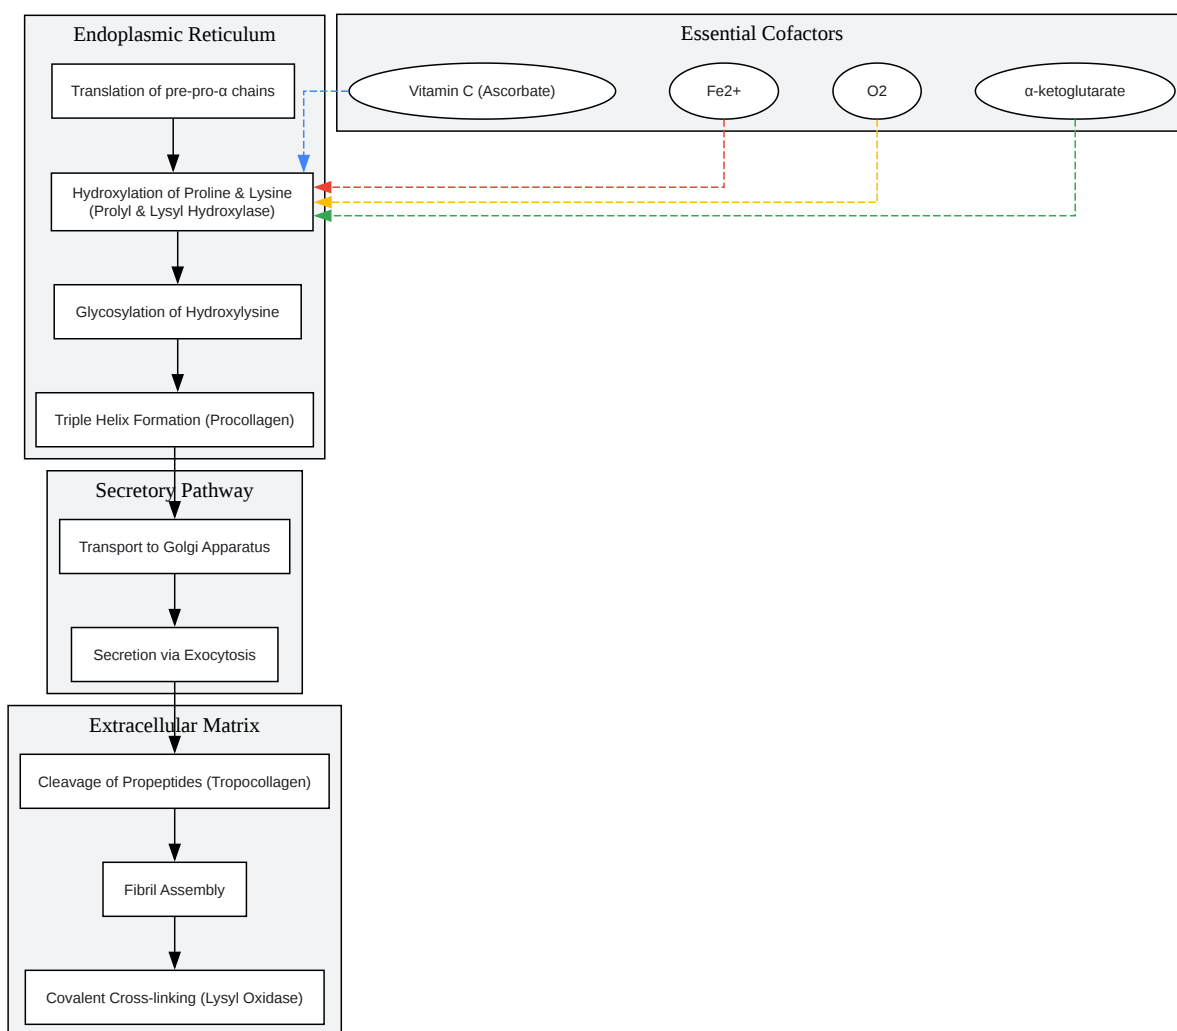 Endoplasmic Reticulum
Essential Cofactors
Translation of pre-pro-α chains
Vitamin C (Ascorbate)
Fe2+
O2
α-ketoglutarate
Hydroxylation of Proline & Lysine
(Prolyl & Lysyl Hydroxylase)
Glycosylation of Hydroxylysine
Triple Helix Formation (Procollagen)
Secretory Pathway
Transport to Golgi Apparatus
Secretion via Exocytosis
Extracellular Matrix
Cleavage of Propeptides (Tropocollagen)
Fibril Assembly
Covalent Cross-linking (Lysyl Oxidase)